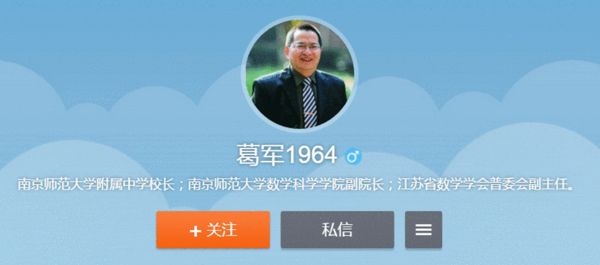 葛军1964
南京师范大学附属中学校长；南京师范大学数学科学学院副院长；江苏省数学学会普委会副主任。
+ 关注
私信